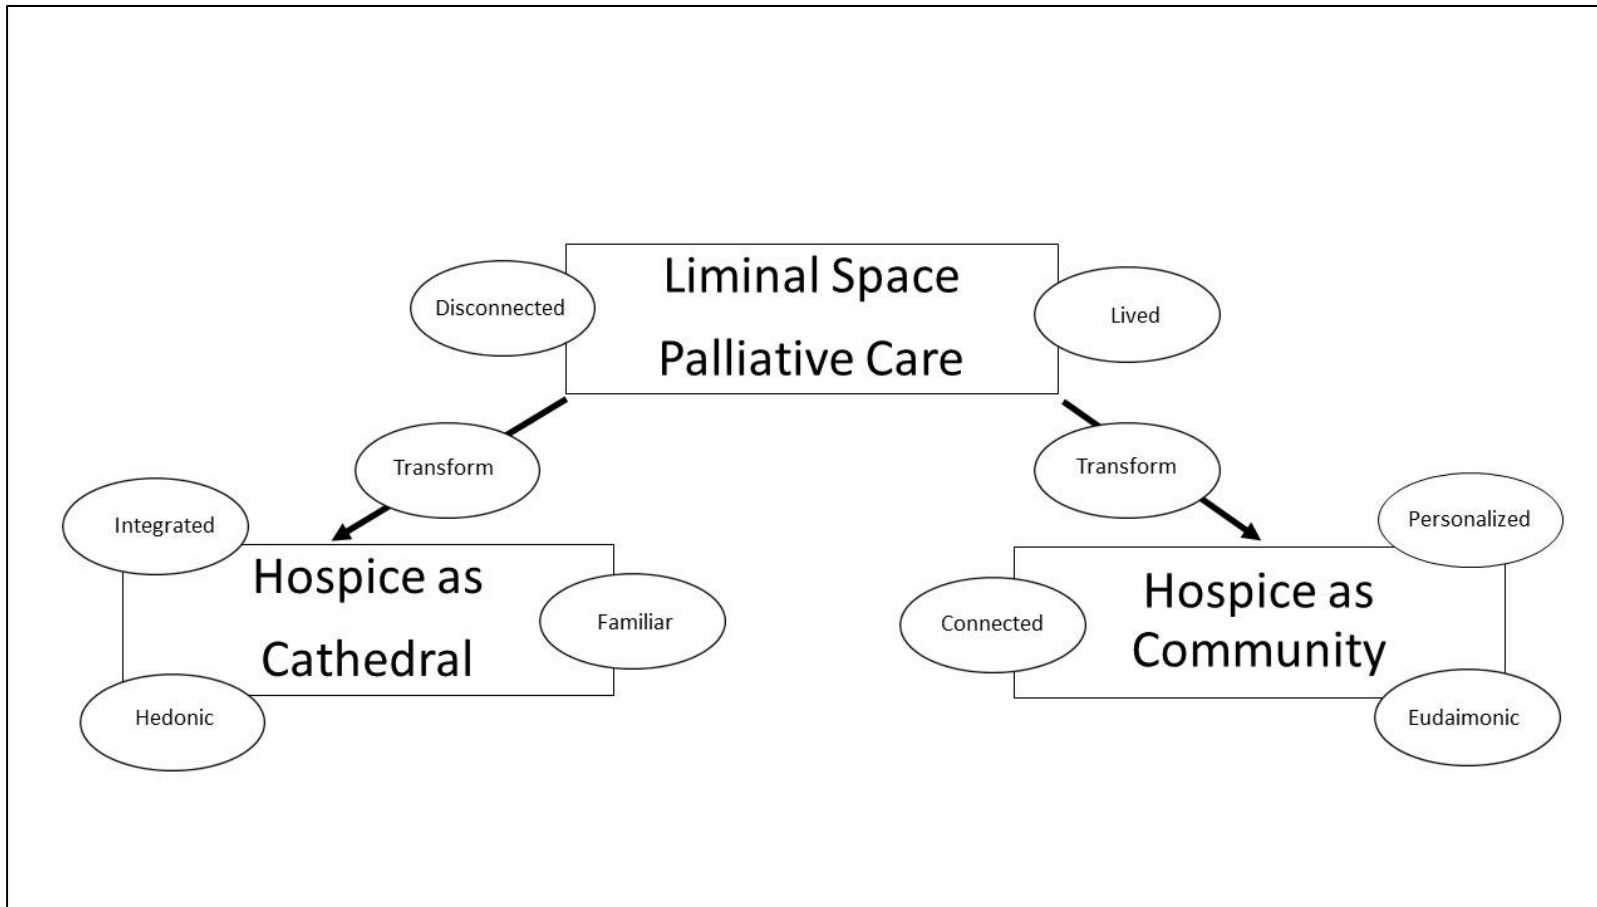 Liminal Space
Palliative Care
Disconnected
Lived
Transform
Transform
Integrated
Hospice as
Cathedral
Familiar
Hedonic
Personalized
Connected
Hospice as
Community
Eudaimonic